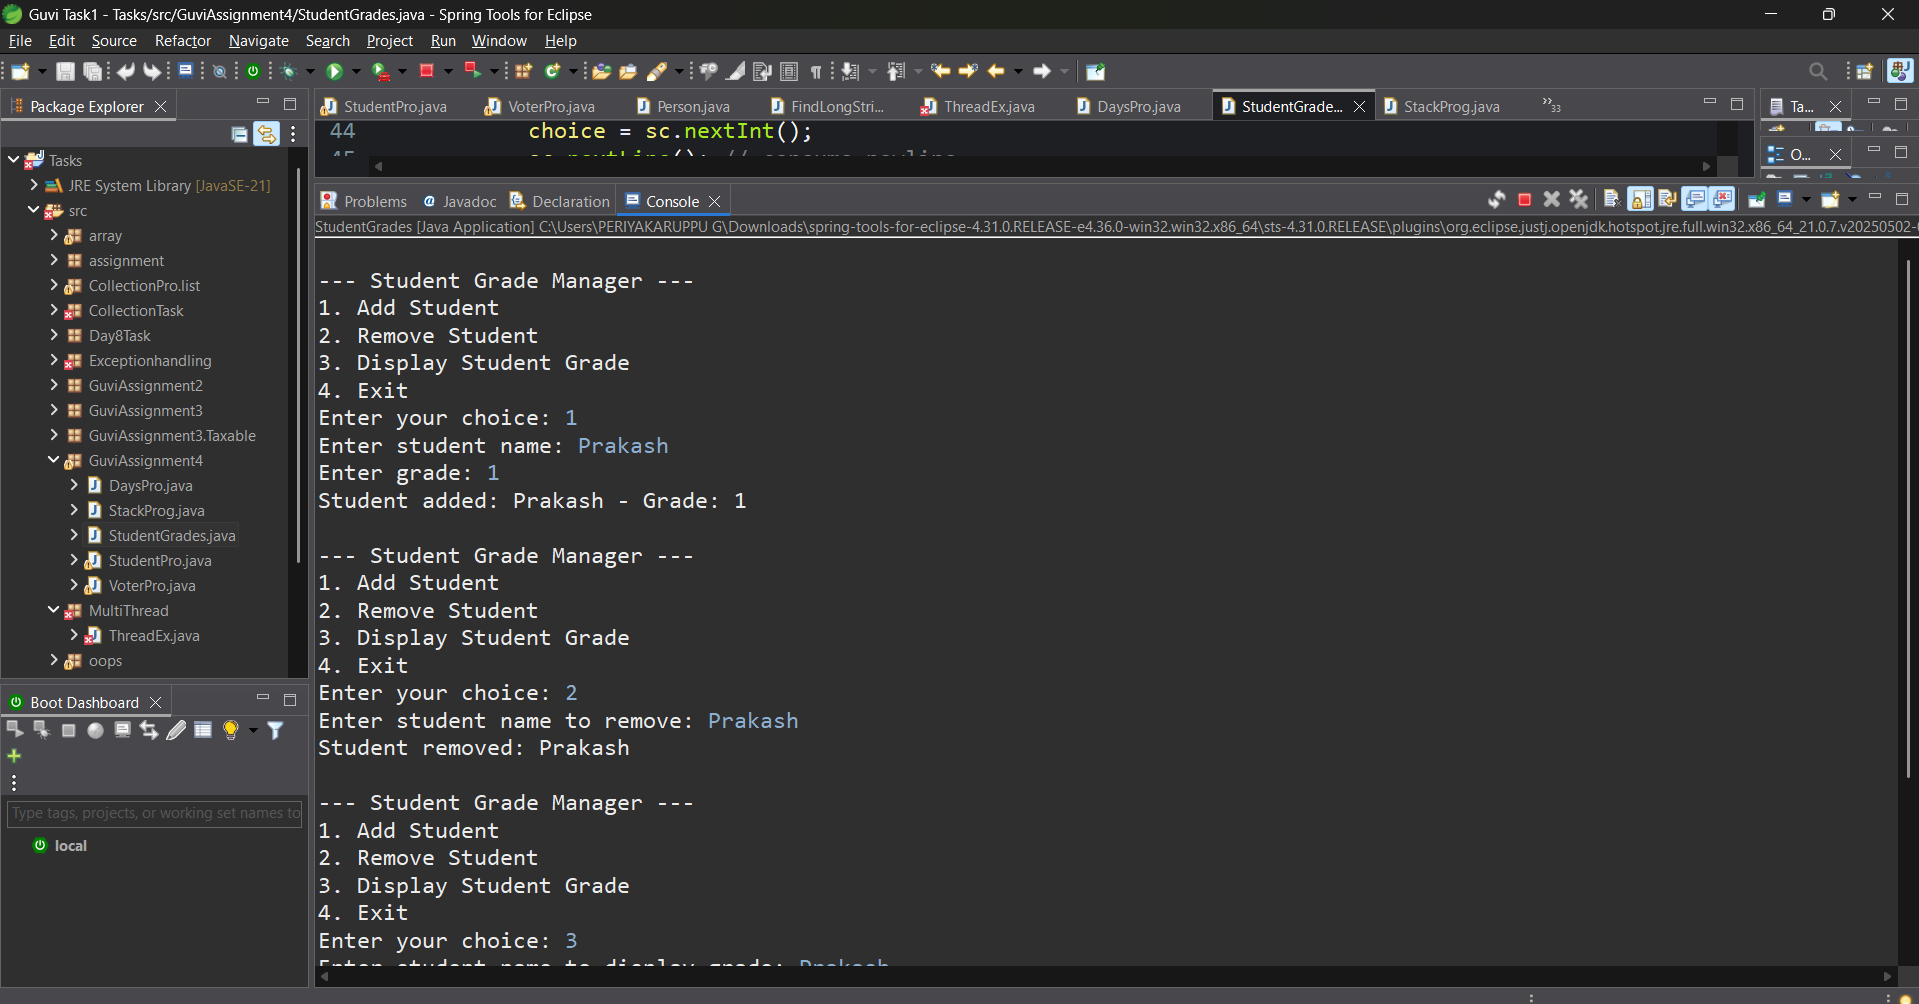 Guvi Task1 - Tasks/src/GuviAssignment4/StudentGrades.java - Spring Tools for Eclipse
File Edit Source Refactor Navigate Search Project Run Window Help
Package Explorer
Tasks
JRE System Library [JavaSE-21]
src
array
assignment
CollectionPro.list
CollectionTask
Day8Task
Exceptionhandling
GuviAssignment2
GuviAssignment3
GuviAssignment3.Taxable
GuviAssignment4
DaysPro.java
StackProg.java
StudentGrades.java
StudentPro.java
VoterPro.java
MultiThread
ThreadEx.java
oops
Boot Dashboard
Type tags, projects, or working set names to
local
StudentPro.java VoterPro.java Person.java FindLongStri... ThreadEx.java DaysPro.java StudentGrade... StackProg.java »33
44 choice = sc.nextInt();
Ta...
O...
Problems Javadoc Declaration Console
StudentGrades [Java Application] C:\Users\PERIYAKARUPPU G\Downloads\spring-tools-for-eclipse-4.31.0.RELEASE-e4.36.0-win32.win32.x86_64\sts-4.31.0.RELEASE\plugins\org.eclipse.justj.openjdk.hotspot.jre.full.win32.x86_64_21.0.7.v20250502-
--- Student Grade Manager ---
1. Add Student
2. Remove Student
3. Display Student Grade
4. Exit
Enter your choice: 1
Enter student name: Prakash
Enter grade: 1
Student added: Prakash - Grade: 1
--- Student Grade Manager ---
1. Add Student
2. Remove Student
3. Display Student Grade
4. Exit
Enter your choice: 2
Enter student name to remove: Prakash
Student removed: Prakash
--- Student Grade Manager ---
1. Add Student
2. Remove Student
3. Display Student Grade
4. Exit
Enter your choice: 3
Enter student name to display grade: Prakash